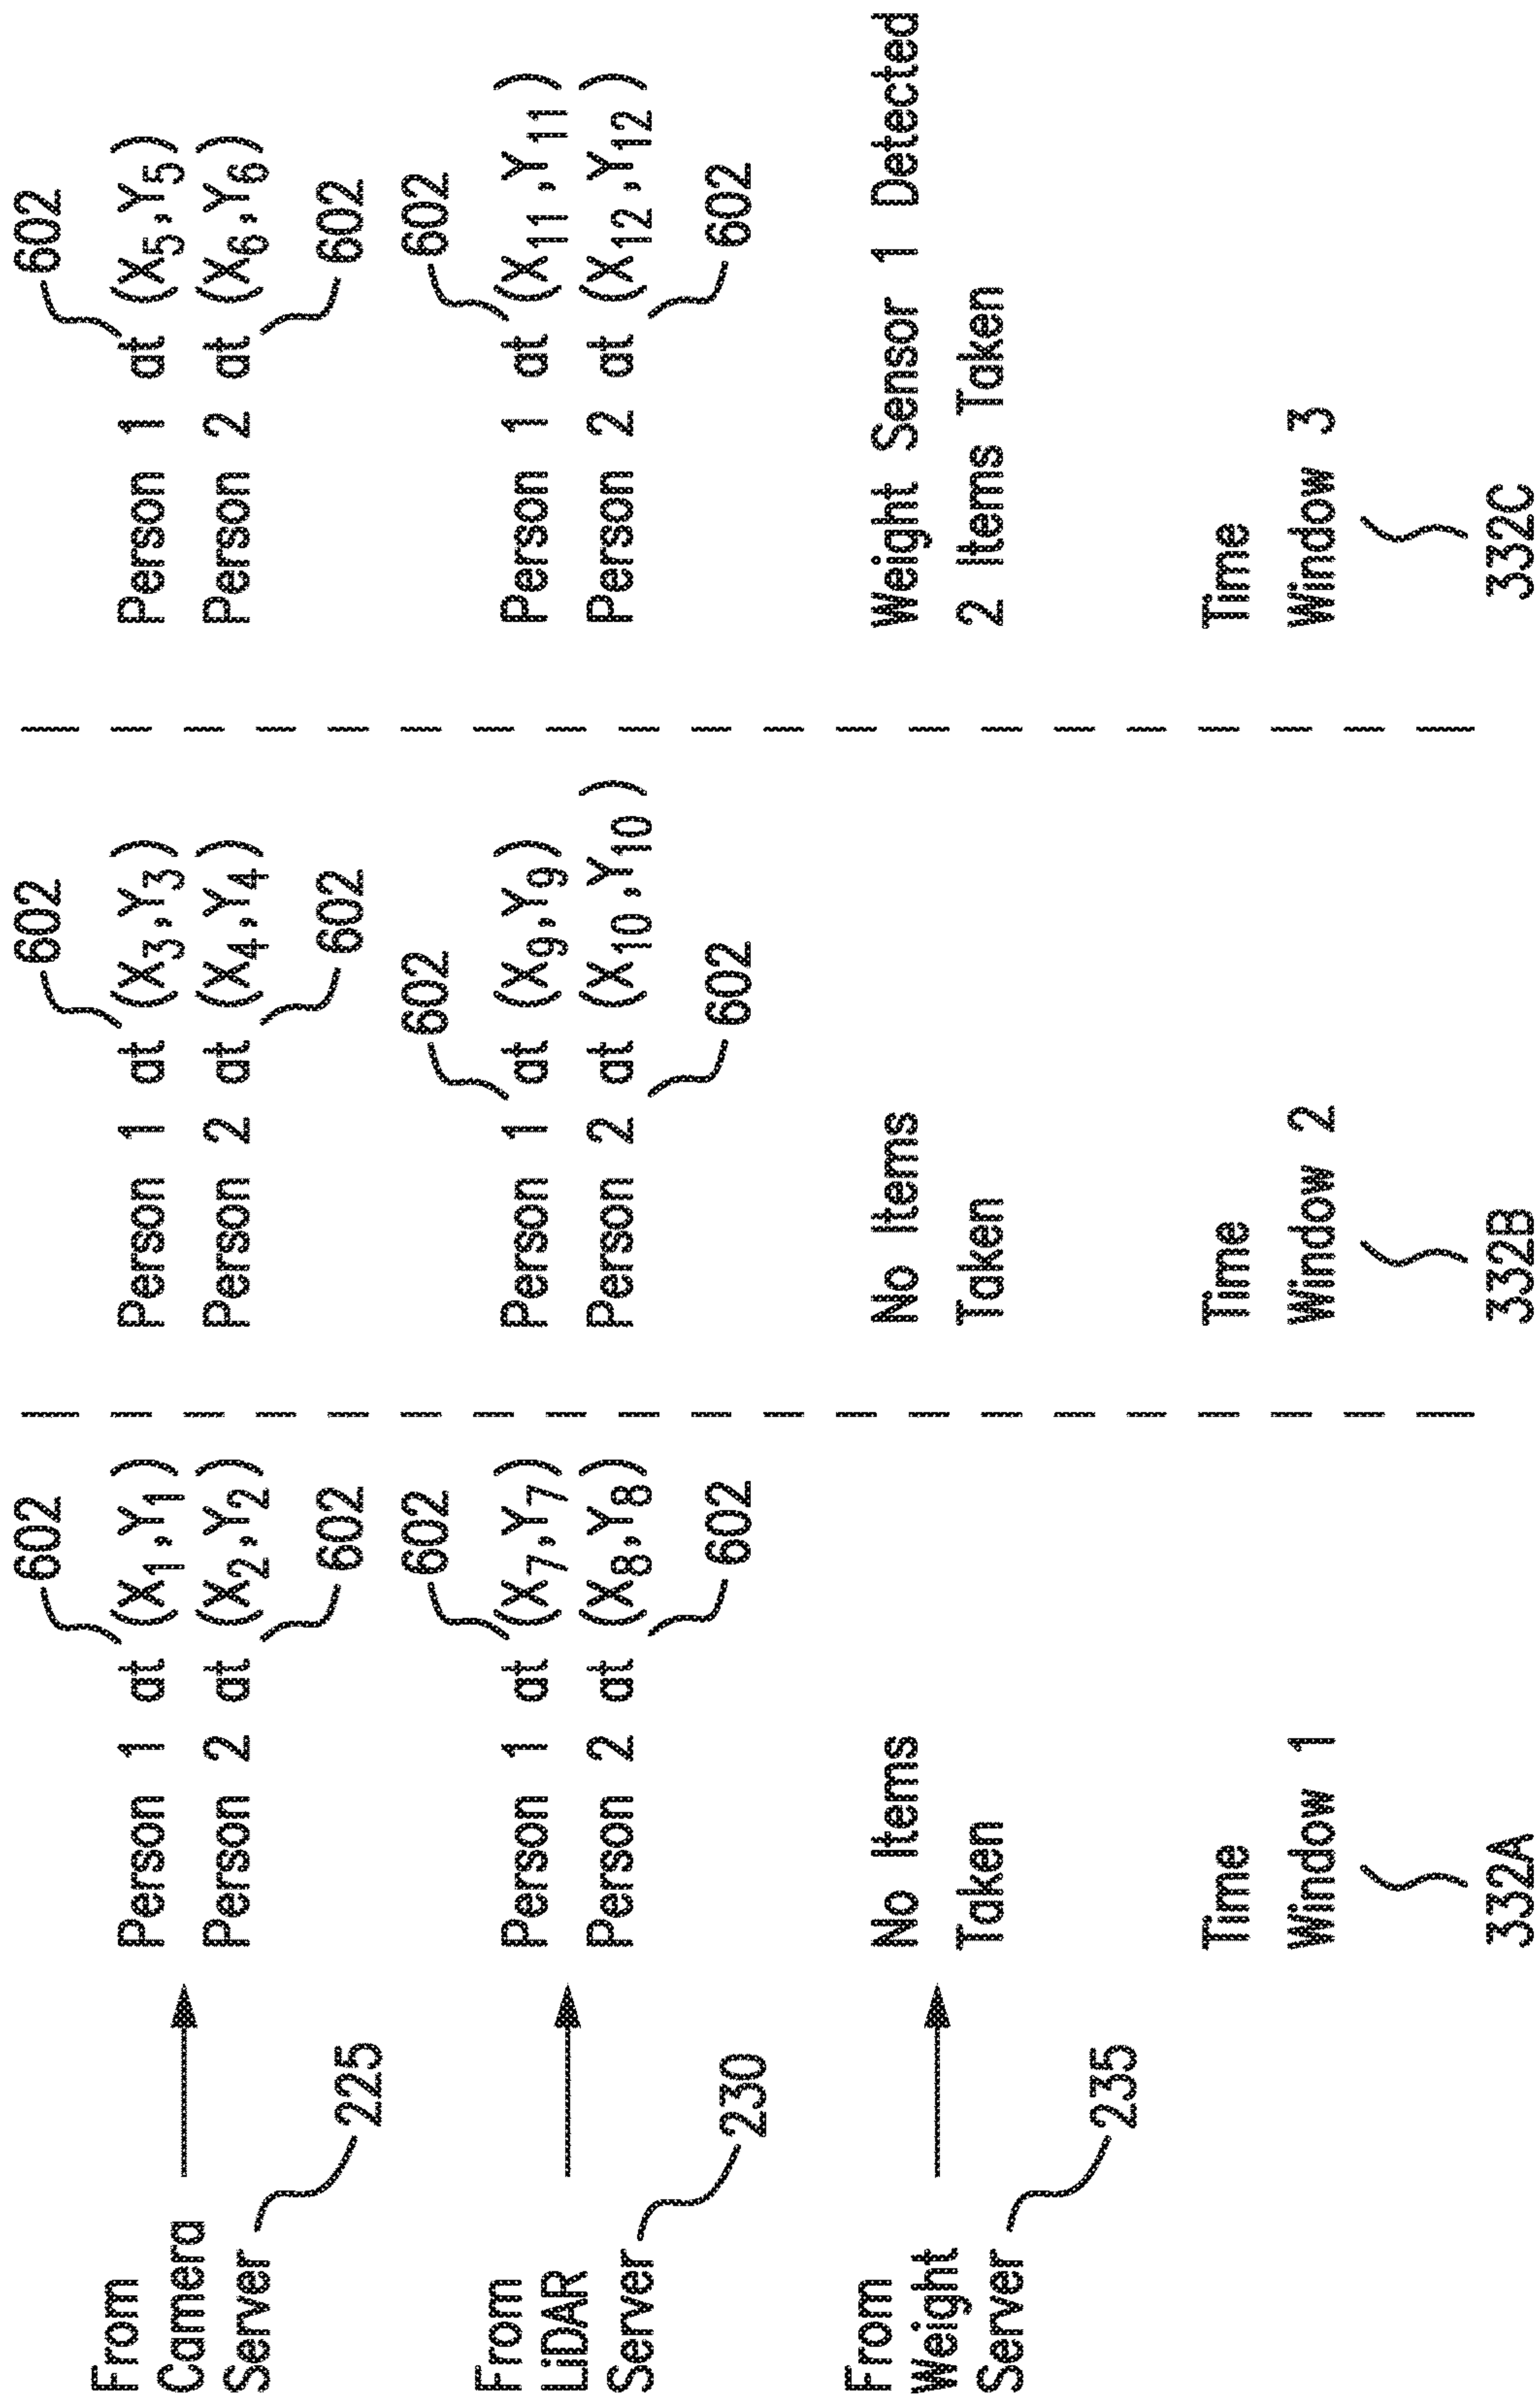 602
602
602
From
Camera
Server
225
Person 1 at (X₁,Y₁)
Person 2 at (X₂,Y₂)
602
Person 1 at (X₃,Y₃)
Person 2 at (X₄,Y₄)
602
Person 1 at (X₅,Y₅)
Person 2 at (X₆,Y₆)
602
602
602
602
From
LiDAR
Server
230
Person 1 at (X₇,Y₇)
Person 2 at (X₈,Y₈)
602
Person 1 at (X₉,Y₉)
Person 2 at (X₁₀,Y₁₀)
602
Person 1 at (X₁₁,Y₁₁)
Person 2 at (X₁₂,Y₁₂)
602
From
Weight
Server
235
No Items
Taken
No Items
Taken
Weight Sensor 1 Detected
2 Items Taken
Time
Window 1
332A
Time
Window 2
332B
Time
Window 3
332C